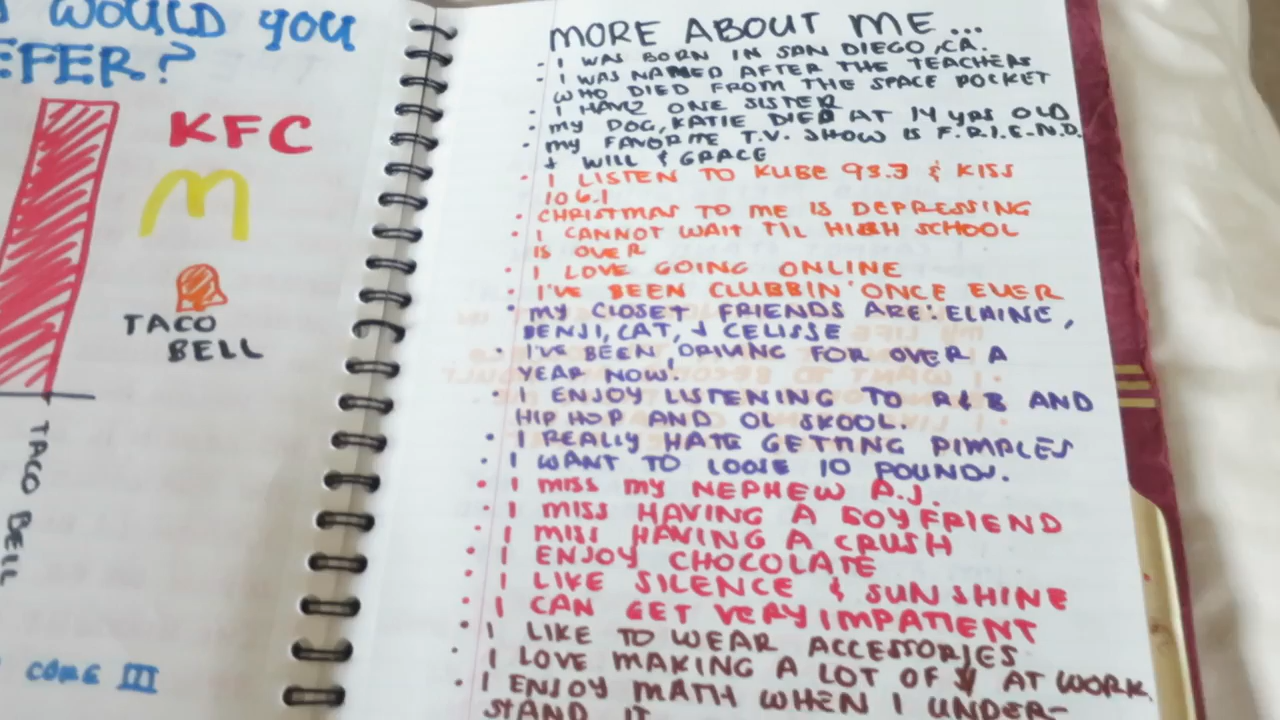 WOULD YOU
EFER?
KFC
M
TACO
BELL
TACO BELL
CORE III
MORE ABOUT ME...
· I WAS BORN IN SAN DIEGO, CA.
· I WAS NAMED AFTER THE TEACHERS
WHO DIED FROM THE SPACE POCKET
· I HAVE ONE SISTER
· MY DOG, KATIE DIED AT 14 YRS OLD
· MY FAVORITE T.V. SHOW IS F.R.I.E.N.D.
+ WILL & GRACE
· I LISTEN TO KUBE 93.3 & KISS
106.1
· CHRISTMAS TO ME IS DEPRESSING
· I CANNOT WAIT TIL HIGH SCHOOL
IS OVER
· I LOVE GOING ONLINE
· I'VE BEEN CLUBBIN' ONCE EVER
· MY CLOSET FRIENDS ARE: ELAINE,
BENJI, CAT, + CELISSE
· I'VE BEEN DRIVING FOR OVER A
YEAR NOW!
· I ENJOY LISTENING TO R&B AND
HIP HOP AND OL SKOOL.
· I REALLY HATE GETTING PIMPLES
· I WANT TO LOOSE 10 POUNDS.
· I MISS MY NEPHEW A.J.
· I MISS HAVING A BOYFRIEND
· I MISS HAVING A CRUSH
· I ENJOY CHOCOLATE
· I LIKE SILENCE & SUNSHINE
· I CAN GET VERY IMPATIENT
· I LIKE TO WEAR ACCESSORIES
· I LOVE MAKING A LOT OF $ AT WORK.
· I ENJOY MATH WHEN I UNDER-
STAND IT